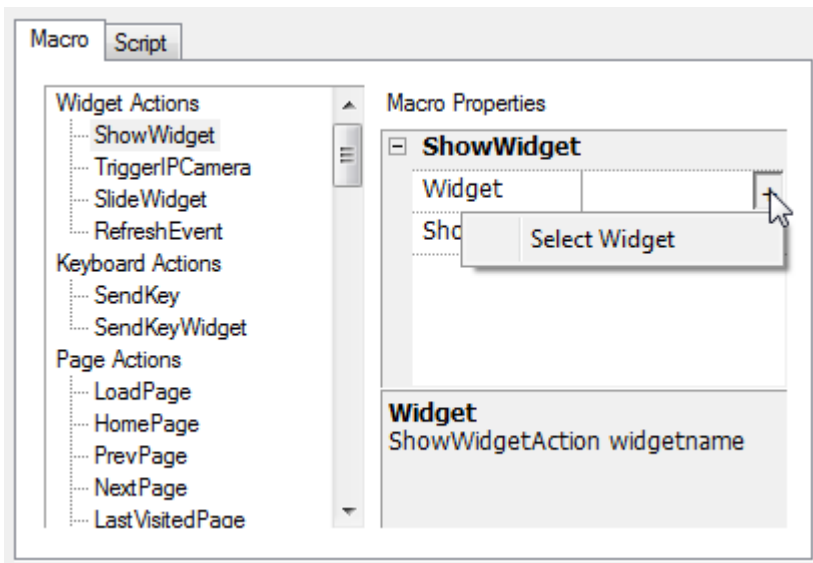 Macro
Script
Widget Actions
ShowWidget
TriggerIPCamera
SlideWidget
RefreshEvent
Keyboard Actions
SendKey
SendKeyWidget
Page Actions
LoadPage
HomePage
PrevPage
NextPage
LastVisitedPage
Macro Properties
ShowWidget
Widget
+
Sho
Select Widget
Widget
ShowWidgetAction widgetname